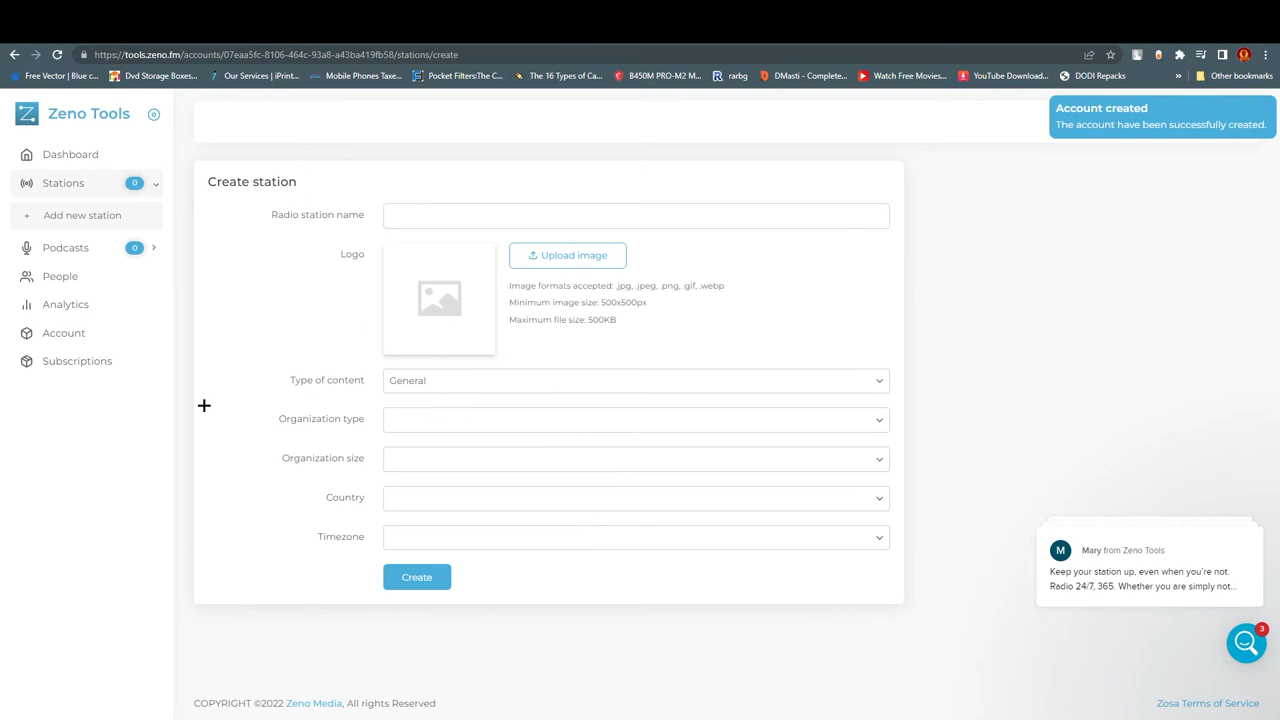 https://tools.zeno.fm/accounts/07eaa5fc-8106-464c-93a8-a43ba419fb58/stations/create
Free Vector | Blue c... Dvd Storage Boxes... Our Services | iPrint... Mobile Phones Taxe... Pocket Filters:The C... The 16 Types of Ca... B450M PRO-M2 M... rarbg DMasti - Complete... Watch Free Movies... YouTube Download... DODI Repacks » Other bookmarks
Zeno Tools
Account created
The account have been successfully created.
Dashboard
Stations 0
Add new station
Podcasts 0
People
Analytics
Account
Subscriptions
Create station
Radio station name
Logo
Upload image
Image formats accepted: .jpg, .jpeg, .png, .gif, .webp
Minimum image size: 500x500px
Maximum file size: 500KB
Type of content General
Organization type
Organization size
Country
Timezone
Create
M Mary from Zeno Tools
Keep your station up, even when you're not.
Radio 24/7, 365. Whether you are simply not...
3
COPYRIGHT ©2022 Zeno Media, All rights Reserved
Zosa Terms of Service